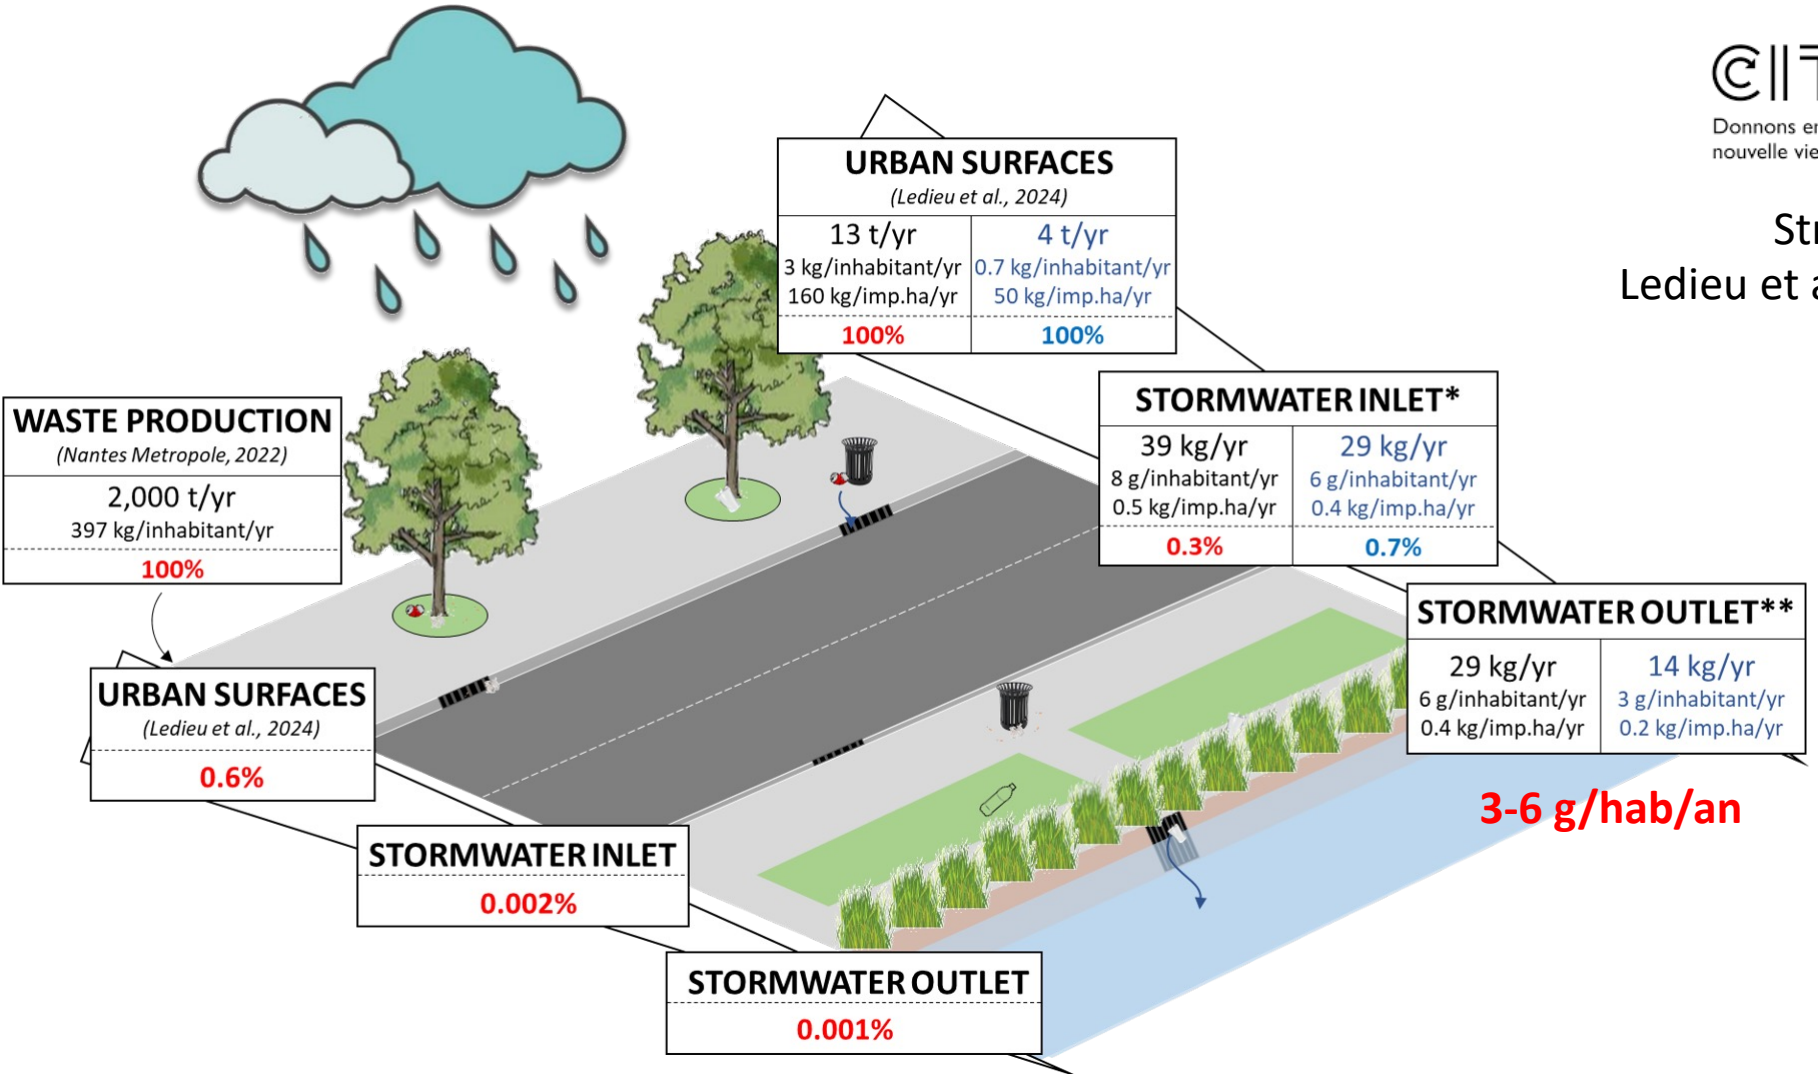 URBAN SURFACES
(Ledieu et al., 2024)
13 t/yr
3 kg/inhabitant/yr
160 kg/imp.ha/yr
100%
4 t/yr
0.7 kg/inhabitant/yr
50 kg/imp.ha/yr
100%
STORMWATER INLET*
39 kg/yr
8 g/inhabitant/yr
0.5 kg/imp.ha/yr
0.3%
29 kg/yr
6 g/inhabitant/yr
0.4 kg/imp.ha/yr
0.7%
STORMWATER OUTLET**
29 kg/yr
6 g/inhabitant/yr
0.4 kg/imp.ha/yr
14 kg/yr
3 g/inhabitant/yr
0.2 kg/imp.ha/yr
3-6 g/hab/an
WASTE PRODUCTION
(Nantes Metropole, 2022)
2,000 t/yr
397 kg/inhabitant/yr
100%
URBAN SURFACES
(Ledieu et al., 2024)
0.6%
STORMWATER INLET
0.002%
STORMWATER OUTLET
0.001%
Donnons
nouvelle vie
Ledieu et